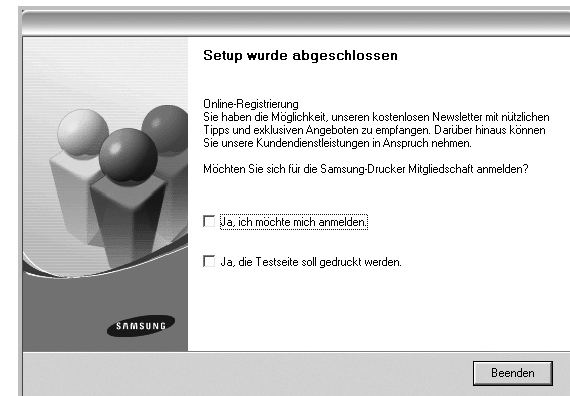 Setup wurde abgeschlossen
Online-Registrierung
Sie haben die Möglichkeit, unseren kostenlosen Newsletter mit nützlichen
Tipps und exklusiven Angeboten zu empfangen. Darüber hinaus können
Sie unsere Kundendienstleistungen in Anspruch nehmen.
Möchten Sie sich für die Samsung-Drucker Mitgliedschaft anmelden?
Ja, ich möchte mich anmelden.
Ja, die Testseite soll gedruckt werden.
SAMSUNG
Beenden